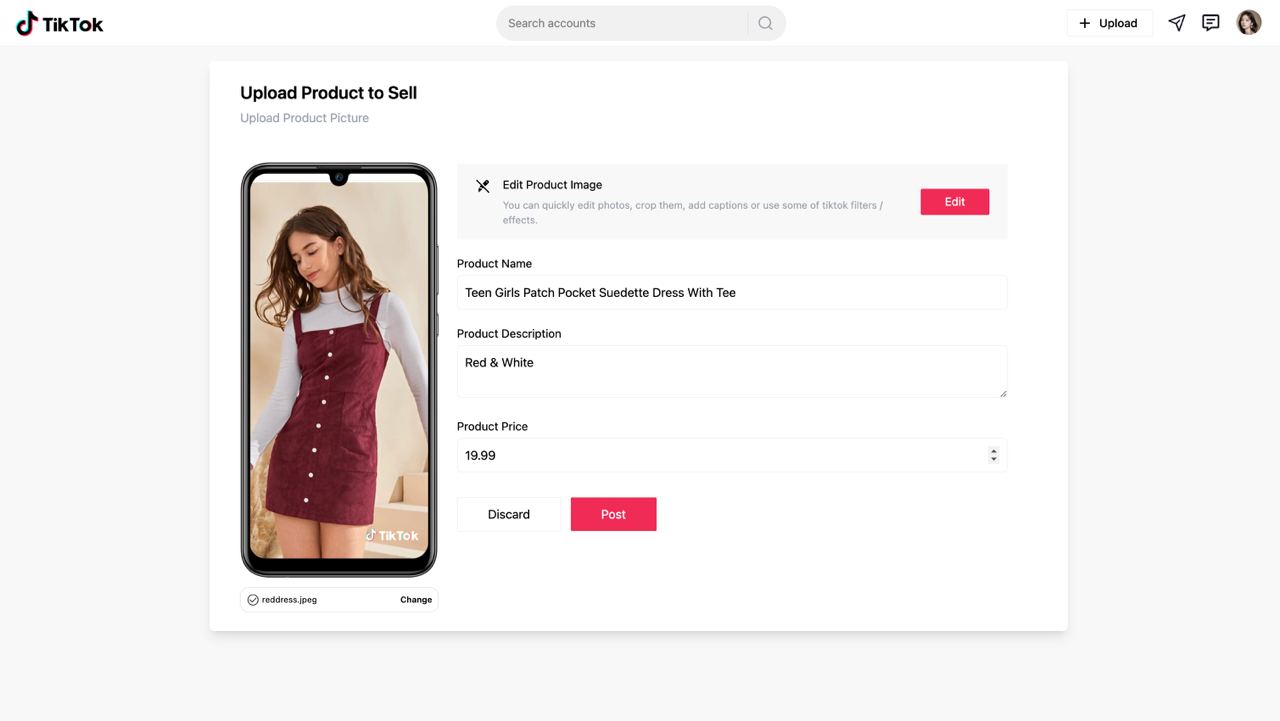 TikTok
Search accounts
Upload
Upload Product to Sell
Upload Product Picture
Edit Product Image
You can quickly edit photos, crop them, add captions or use some of tiktok filters /
effects.
Edit
Product Name
Teen Girls Patch Pocket Suedette Dress With Tee
Product Description
Red & White
Product Price
19.99
Discard
Post
TikTok
reddress.jpeg
Change